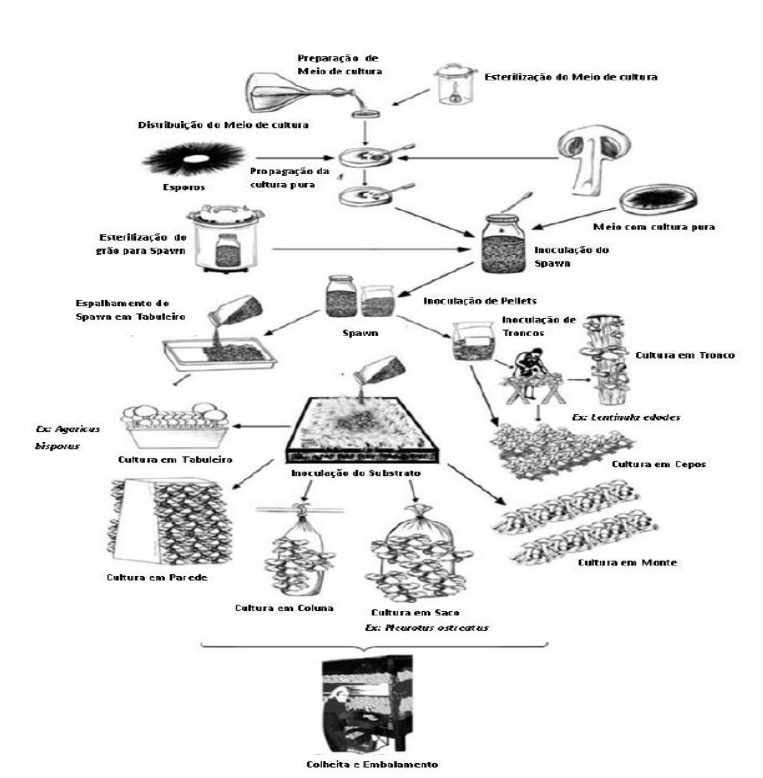 Preparação de
Meio de cultura
Esterilização do Meio de cultura
Distribuição do Meio de cultura
Esporos
Propagação da
cultura pura
Meio com cultura pura
Esterilização do
grão para Spawn
Inoculação do
Spawn
Espalhamento do
Spawn em Tabuleiro
Spawn
Inoculação de Pellets
Inoculação de
Troncos
Cultura em Tronco
Ex: Lentinula edodes
Ex: Agaricus
bisporus
Cultura em Tabuleiro
Inoculação do Substrato
Cultura em Cepos
Cultura em Parede
Cultura em Coluna
Cultura em Saco
Ex: Pleurotus ostreatus
Cultura em Monte
Colheita e Embalamento